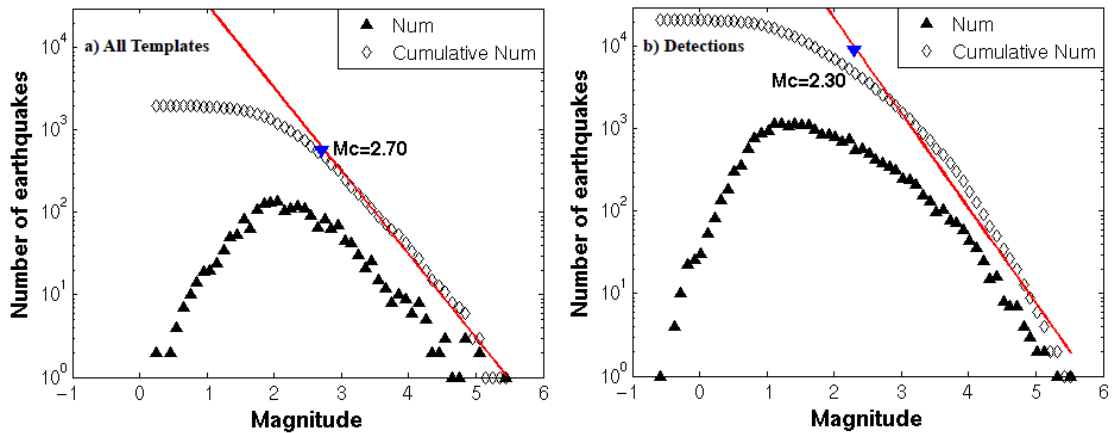 a) All Templates
Num
Cumulative Num
Mc=2.70
Number of earthquakes
10^4
10^3
10^2
10^1
10^0
−1 0 1 2 3 4 5 6
Magnitude
b) Detections
Num
Cumulative Num
Mc=2.30
Number of earthquakes
10^4
10^3
10^2
10^1
10^0
−1 0 1 2 3 4 5 6
Magnitude